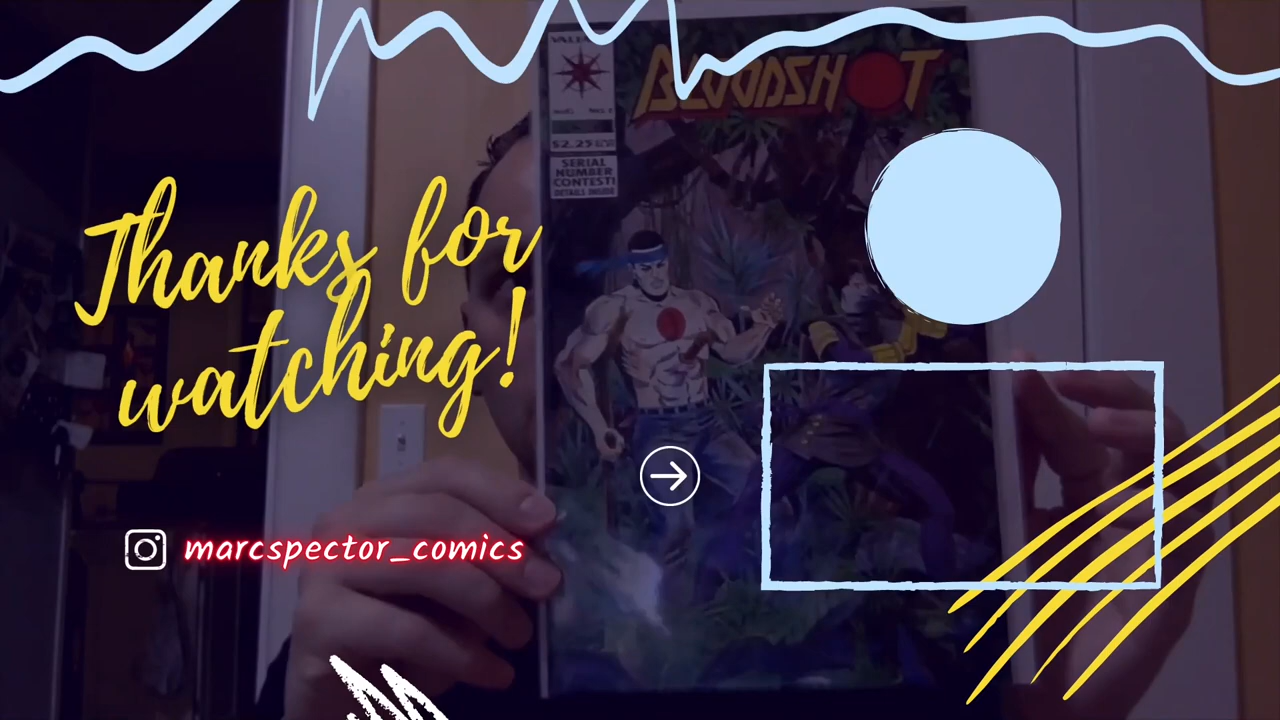 BLOODSHOT
$2.25
SERIAL
NUMBER
CONTEST!
DETAILS INSIDE
Thanks for
watching!
marcspector_comics